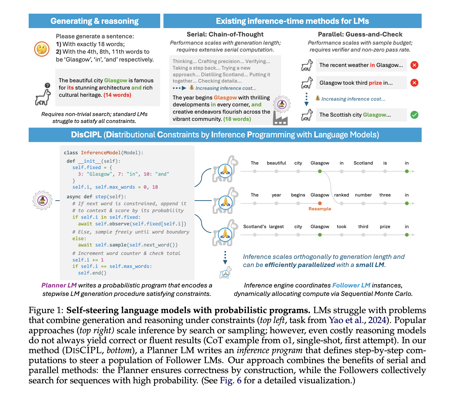 Generating & reasoning
Existing inference-time methods for LMs
Please generate a sentence:
1) With exactly 18 words;
2) With the 4th, 8th, 11th words to
be 'Glasgow', 'in', 'and' respectively.
The beautiful city Glasgow is famous
for its stunning architecture and rich
cultural heritage. (14 words)
Requires non-trivial search; standard LMs
struggle to satisfy all constraints.
Serial: Chain-of-Thought
Performance scales with generation length;
requires extensive serial computation.
Thinking... Crafting precision... Verifying...
Taking a step back... Trying a new
approach... Distilling Scotland... Putting it
together... Checking details...
Increasing inference cost...
The year begins Glasgow with thrilling
developments in every corner, and
creative endeavors flourish across the
vibrant community. (18 words)
Parallel: Guess-and-Check
Performance scales with sample budget;
requires verifier and non-zero pass rate.
The recent weather in Glasgow...
Glasgow took third prize in...
Increasing inference cost...
The Scottish city Glasgow...
DisCIPL (Distributional Constraints by Inference Programming with Language Models)
class InferenceModel(Model):
def __init__(self):
self.fixed = {
3: "Glasgow", 7: "in", 10: "and"
}
self.i, self.max_words = 0, 18
async def step(self):
# If next word is constrained, append it
# to context & score by its probability
if self.i in self.fixed:
await self.observe(self.fixed[self.i])
# Else, sample freely until word boundary
else:
await self.sample(self.next_word())
# Increment word counter & check total
self.i += 1
if self.i == self.max_words:
self.end()
Planner LM writes a probabilistic program that encodes a
stepwise LM generation procedure satisfying constraints.
The beautiful city Glasgow in Scotland is in
The year begins Glasgow ranked number three in
Resample
Scotland's largest city Glasgow took third prize in
Inference scales orthogonally to generation length and
can be efficiently parallelized with a small LM.
Inference engine coordinates Follower LM instances,
dynamically allocating compute via Sequential Monte Carlo.
Figure 1: Self-steering language models with probabilistic programs. LMs struggle with problems
that combine generation and reasoning under constraints (top left, task from Yao et al., 2024). Popular
approaches (top right) scale inference by search or sampling; however, even costly reasoning models
do not always yield correct or fluent results (CoT example from o1, single-shot, first attempt). In
our method (DISCIPL, bottom), a Planner LM writes an inference program that defines step-by-step com-
putations to steer a population of Follower LMs. Our approach combines the benefits of serial and
parallel methods: the Planner ensures correctness by construction, while the Followers collectively
search for sequences with high probability. (See Fig. 6 for a detailed visualization.)